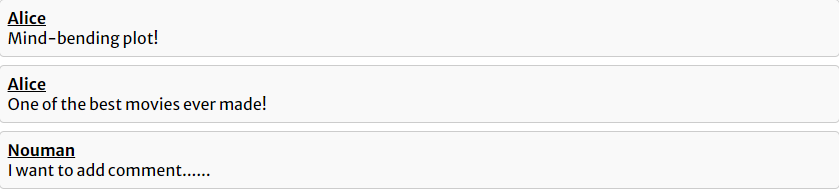 Alice
Mind-bending plot!
Alice
One of the best movies ever made!
Nouman
I want to add comment......